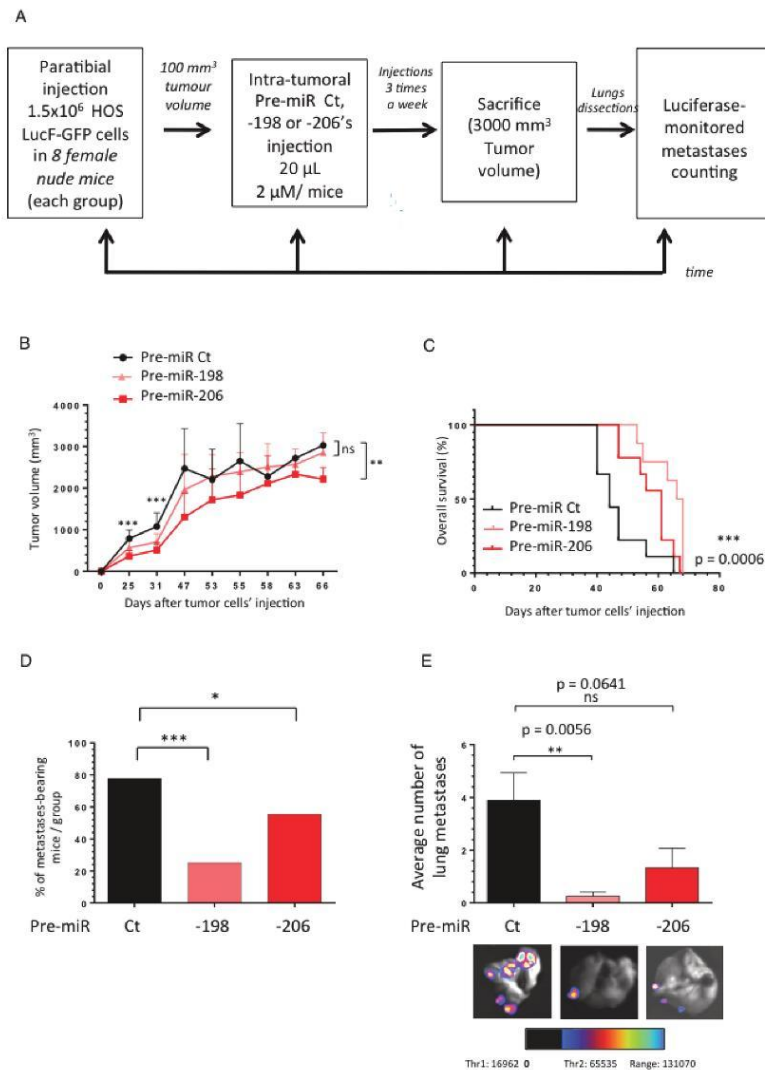 A
Paratibial
injection
1.5x10⁶ HOS
LucF-GFP cells
in 8 female
nude mice
(each group)
100 mm³
tumour
volume
Intra-tumoral
Pre-miR Ct,
-198 or -206's
injection
20 µL
2 µM/ mice
Injections
3 times
a week
Sacrifice
(3000 mm³
Tumor
volume)
Lungs
dissections
Luciferase-
monitored
metastases
counting
time
B
Pre-miR Ct
Pre-miR-198
Pre-miR-206
Tumor volume (mm³)
4000
3000
2000
1000
0
***
***
ns
**
0 25 31 47 53 55 58 63 66
Days after tumor cells' injection
C
Overall survival (%)
100
50
0
Pre-miR Ct
Pre-miR-198
Pre-miR-206
***
p = 0.0006
0 20 40 60 80
Days after tumor cells' injection
D
*
***
% of metastases-bearing
mice / group
100
80
60
40
20
0
Pre-miR Ct -198 -206
E
p = 0.0641
ns
p = 0.0056
**
Average number of
lung metastases
6
4
2
0
Pre-miR Ct -198 -206
Thr1: 16962 0 Thr2: 65535 Range: 131070